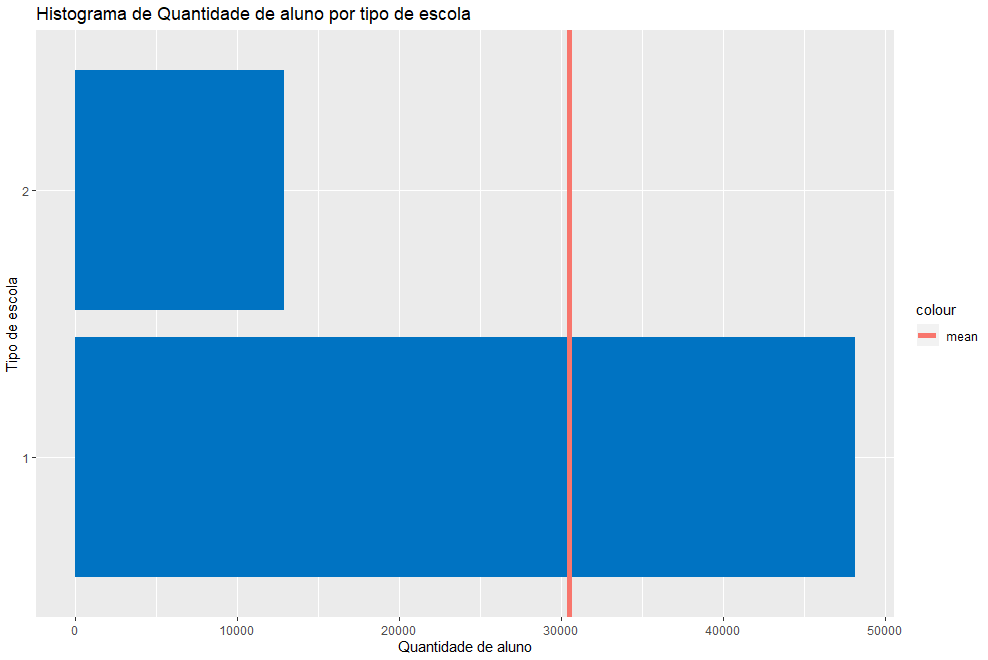 Histograma de Quantidade de aluno por tipo de escola
Tipo de escola
2
1
0 10000 20000 30000 40000 50000
Quantidade de aluno
colour
mean